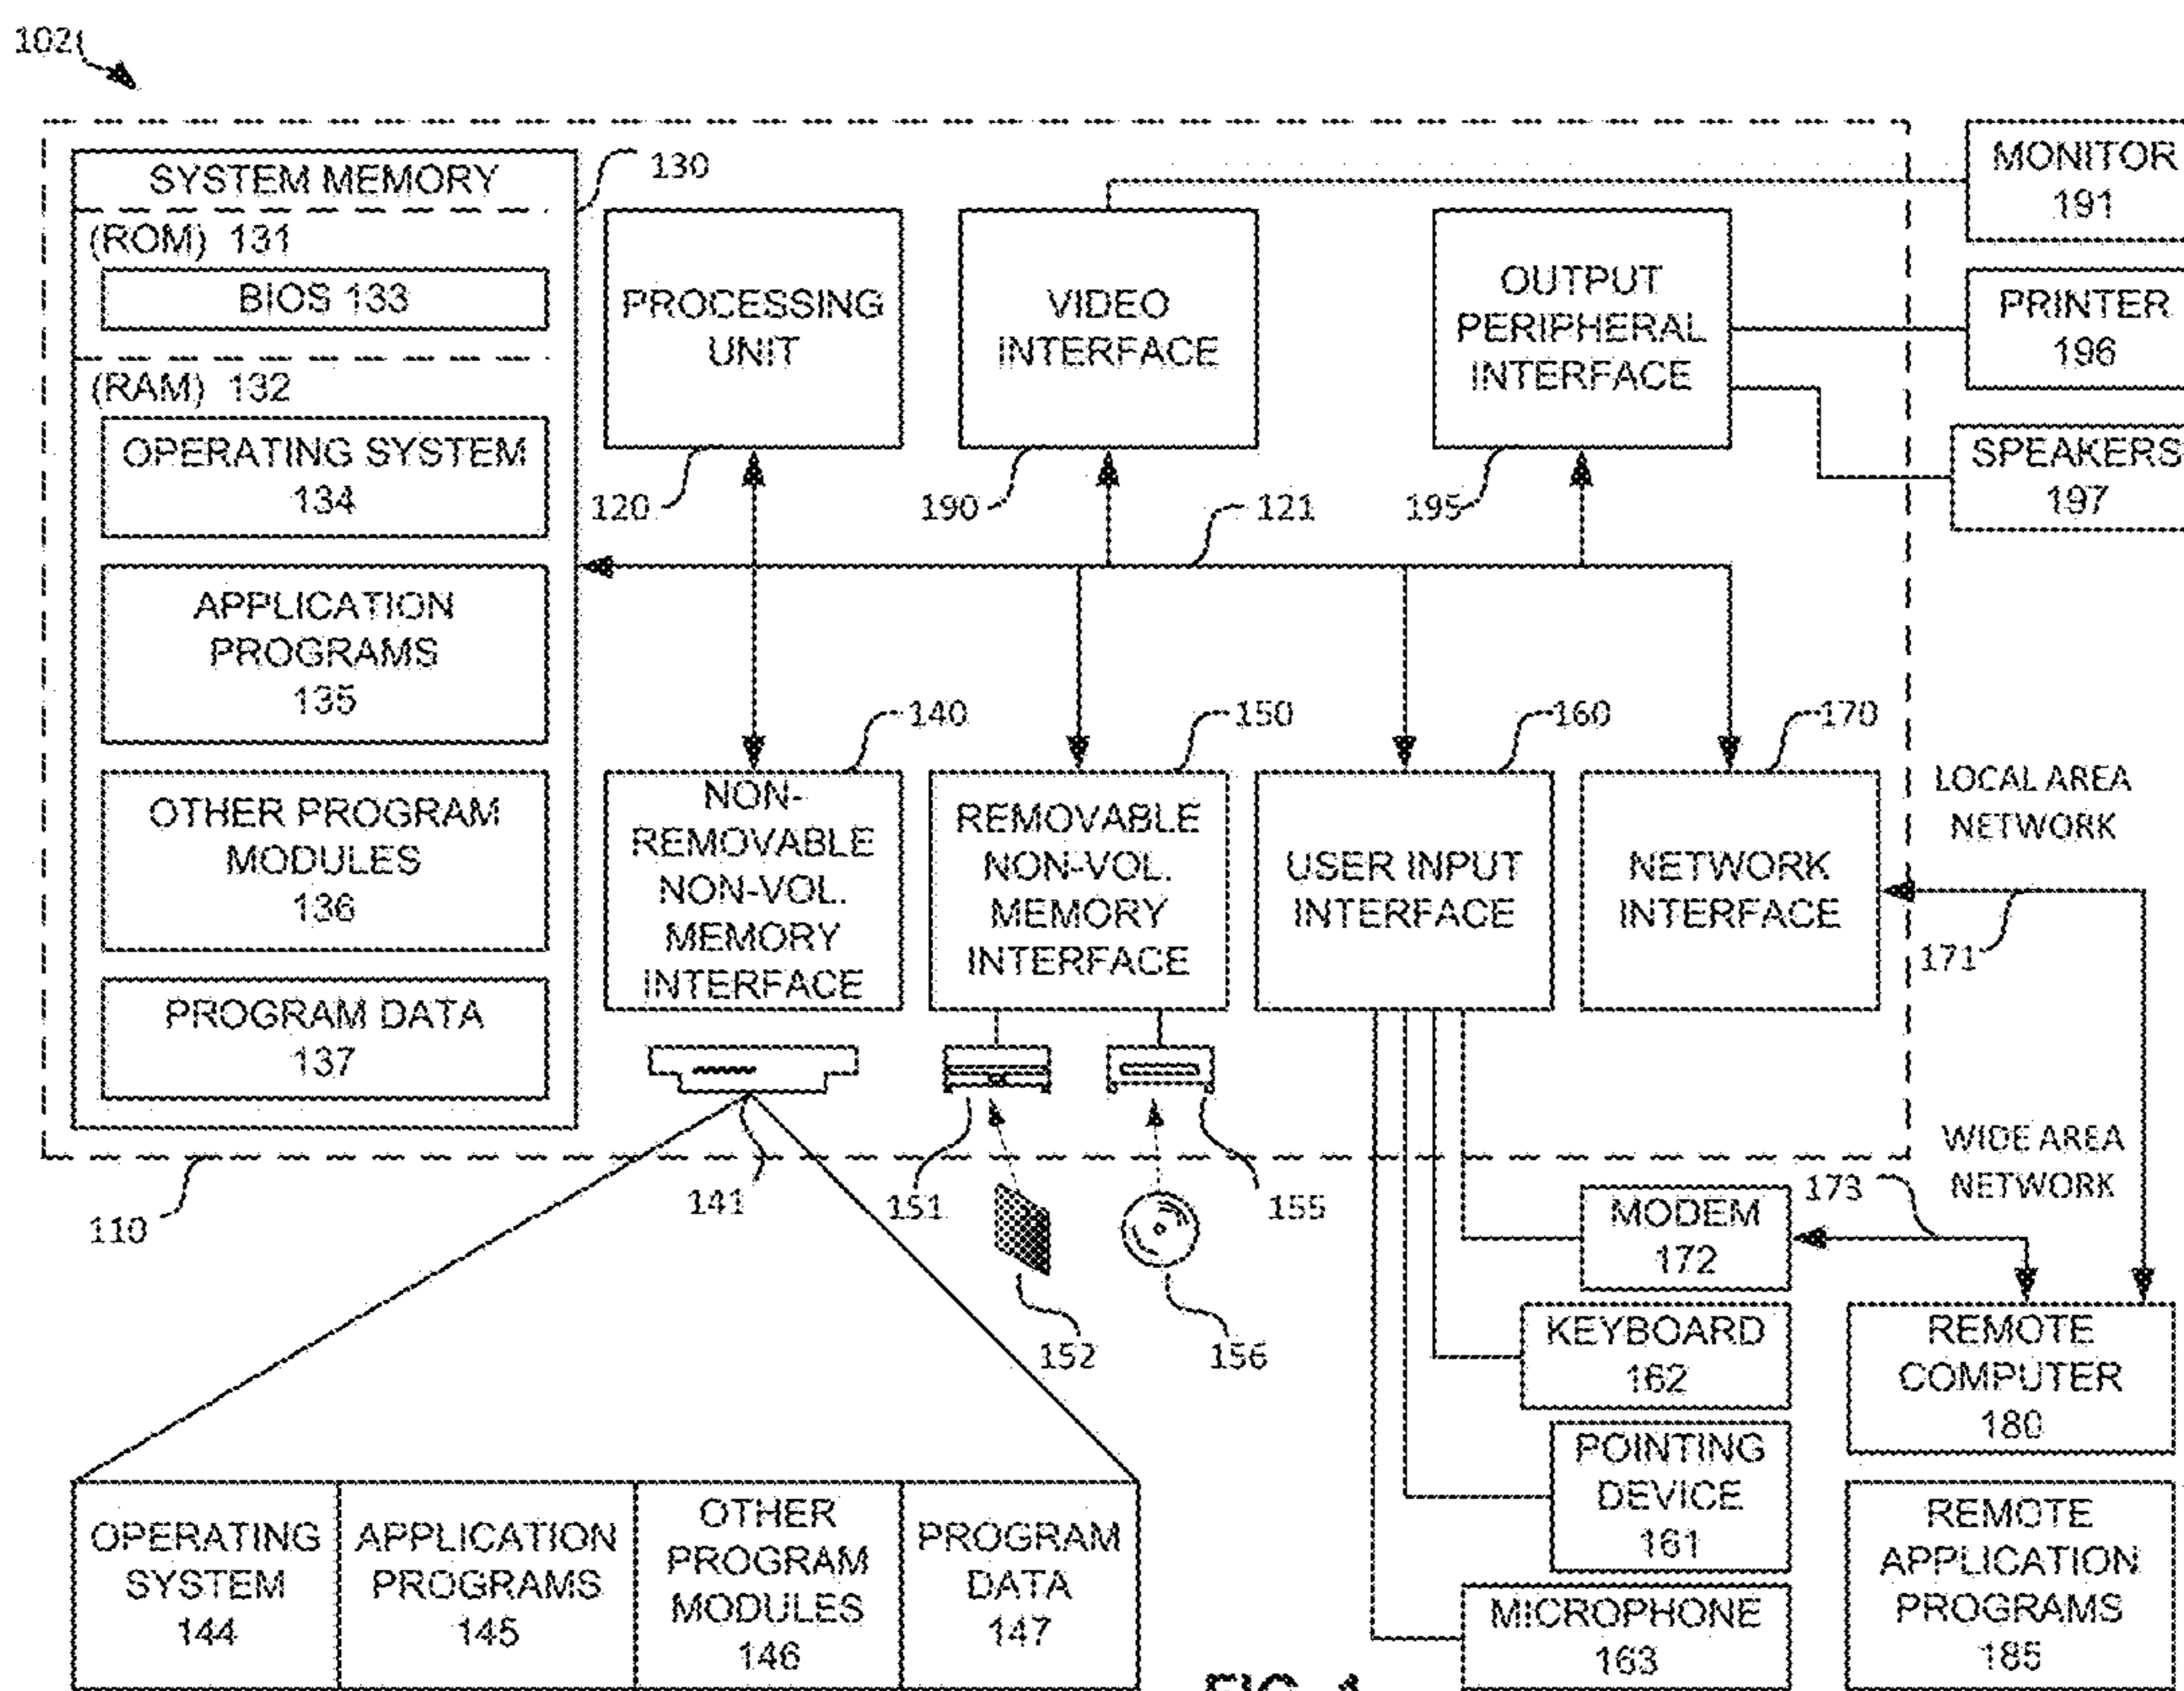 102
SYSTEM MEMORY
130
(ROM) 131
BIOS 133
(RAM) 132
OPERATING SYSTEM
134
APPLICATION
PROGRAMS
135
OTHER PROGRAM
MODULES
136
PROGRAM DATA
137
PROCESSING
UNIT
120
VIDEO
INTERFACE
190
121
OUTPUT
PERIPHERAL
INTERFACE
195
MONITOR
191
PRINTER
196
SPEAKERS
197
140
NON-
REMOVABLE
NON-VOL.
MEMORY
INTERFACE
150
REMOVABLE
NON-VOL.
MEMORY
INTERFACE
160
USER INPUT
INTERFACE
170
NETWORK
INTERFACE
LOCAL AREA
NETWORK
171
WIDE AREA
NETWORK
173
110
141
151
155
152
156
MODEM
172
KEYBOARD
162
POINTING
DEVICE
161
MICROPHONE
163
REMOTE
COMPUTER
180
REMOTE
APPLICATION
PROGRAMS
185
OPERATING
SYSTEM
144
APPLICATION
PROGRAMS
145
OTHER
PROGRAM
MODULES
146
PROGRAM
DATA
147
FIG. 1